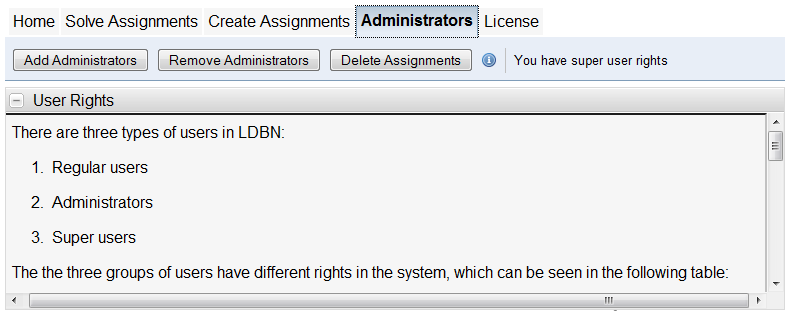 Home Solve Assignments Create Assignments Administrators License
Add Administrators Remove Administrators Delete Assignments You have super user rights
User Rights
There are three types of users in LDBN:
1. Regular users
2. Administrators
3. Super users
The the three groups of users have different rights in the system, which can be seen in the following table: